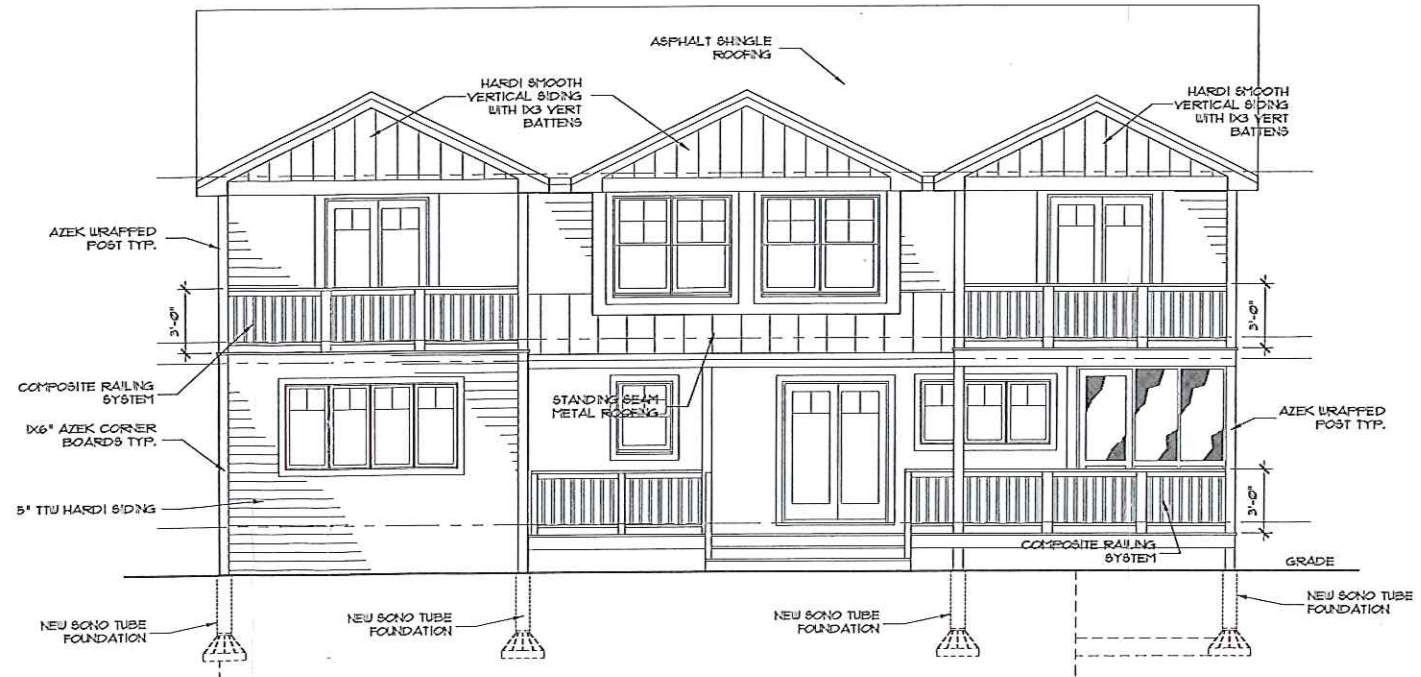 ASPHALT SHINGLE
ROOFING
HARDI SMOOTH
VERTICAL SIDING
WITH 1X3 VERT
BATTENS
HARDI SMOOTH
VERTICAL SIDING
WITH 1X3 VERT
BATTENS
AZEK WRAPPED
POST TYP.
3'-0"
3'-0"
COMPOSITE RAILING
SYSTEM
STANDING SEAM
METAL ROOFING
1X6" AZEK CORNER
BOARDS TYP.
AZEK WRAPPED
POST TYP.
5" TTW HARDI SIDING
3'-0"
COMPOSITE RAILING
SYSTEM
GRADE
NEW SONO TUBE
FOUNDATION
NEW SONO TUBE
FOUNDATION
NEW SONO TUBE
FOUNDATION
NEW SONO TUBE
FOUNDATION